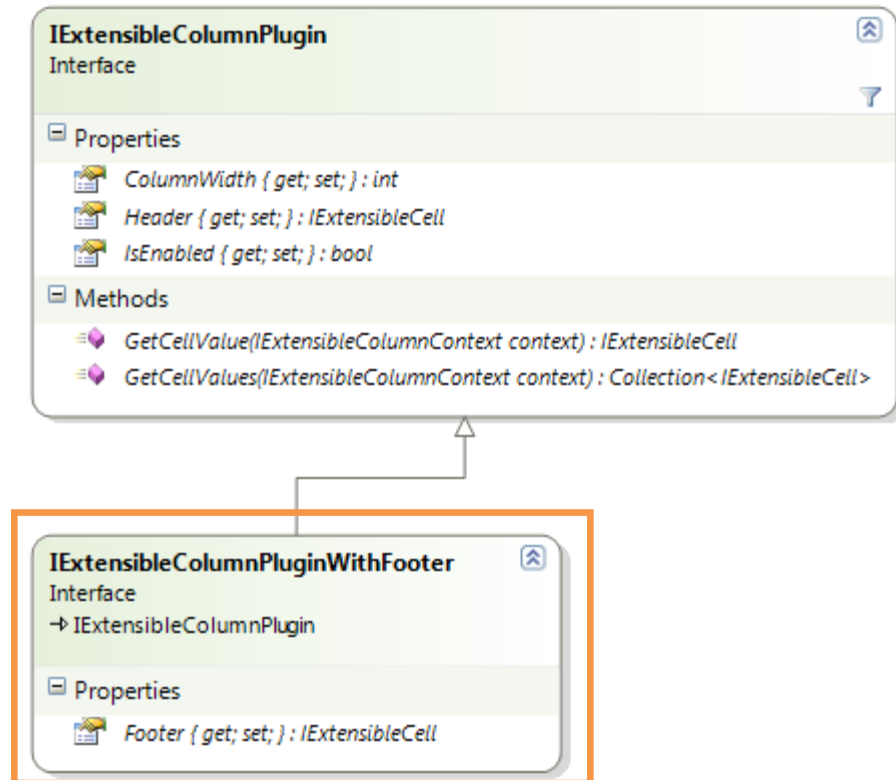 IExtensibleColumnPlugin
Interface
Properties
ColumnWidth { get; set; } : int
Header { get; set; } : IExtensibleCell
IsEnabled { get; set; } : bool
Methods
GetCellValue(IExtensibleColumnContext context) : IExtensibleCell
GetCellValues(IExtensibleColumnContext context) : Collection<IExtensibleCell>
IExtensibleColumnPluginWithFooter
Interface
IExtensibleColumnPlugin
Properties
Footer { get; set; } : IExtensibleCell